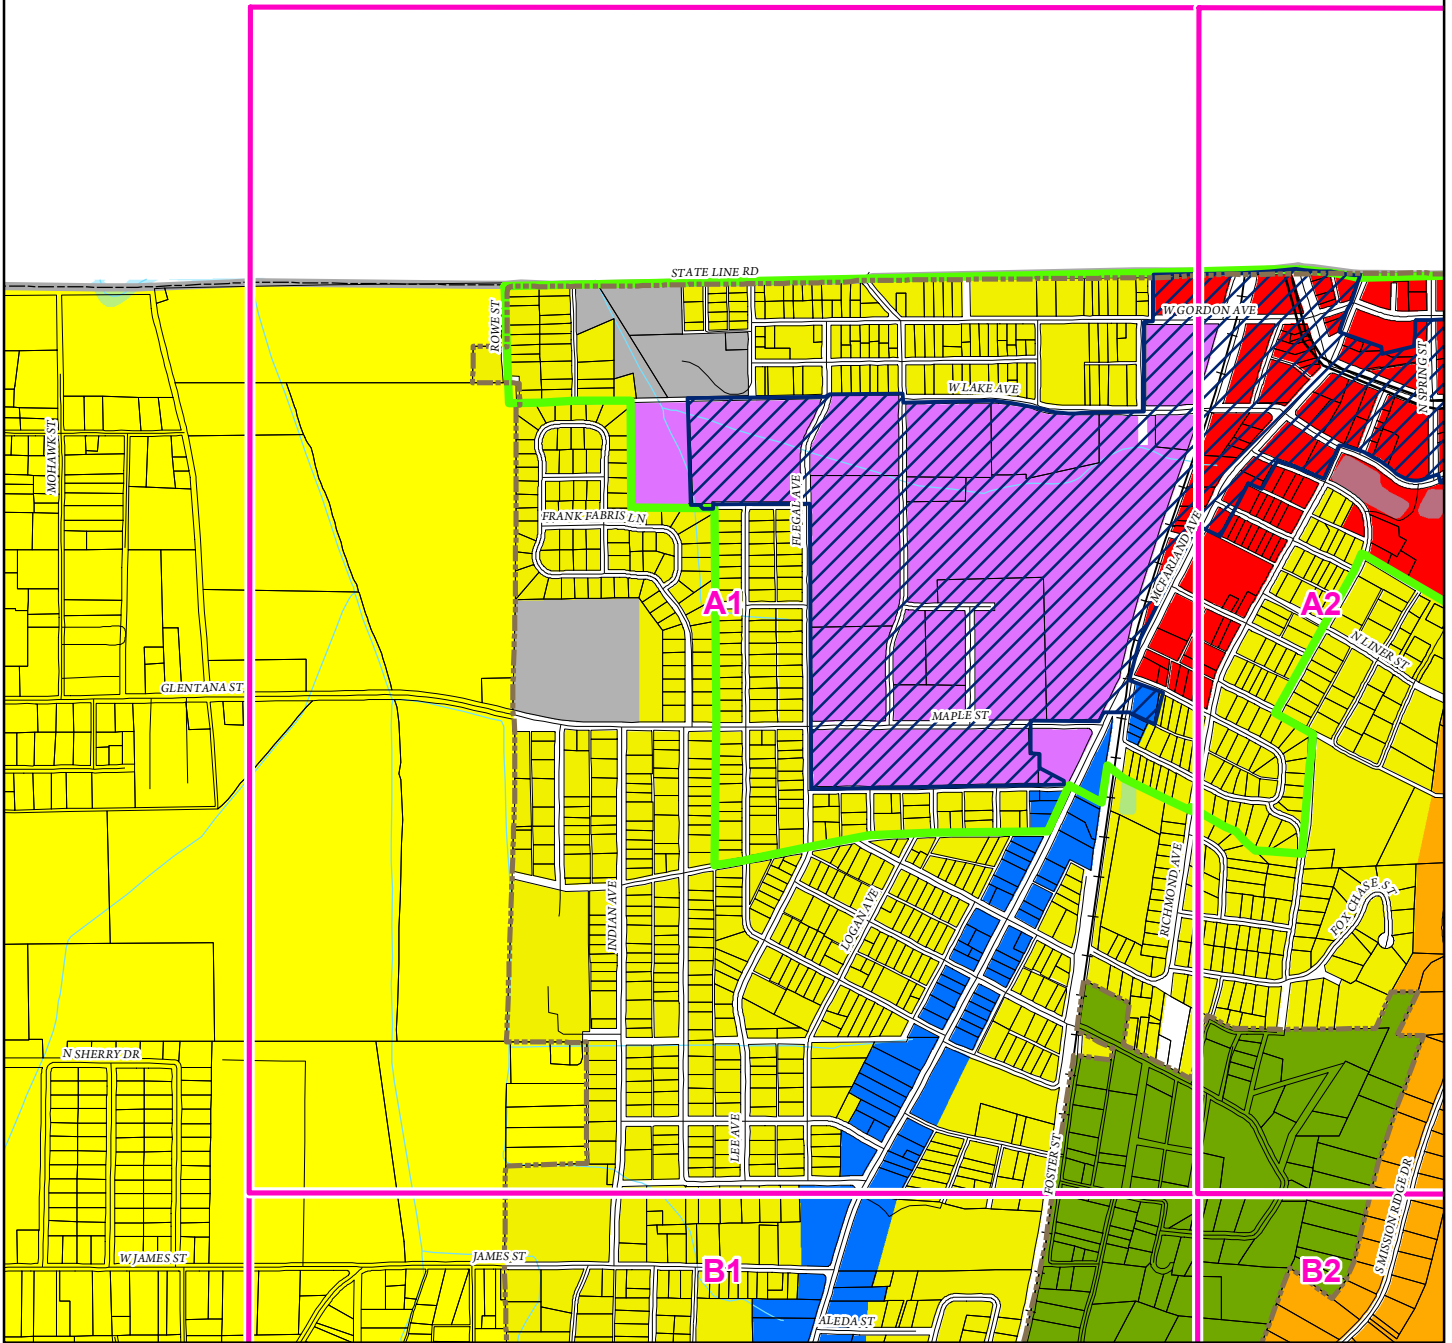 STATE LINE RD
ROWE ST
W GORDON AVE
N SPRING ST
W LAKE AVE
MOHAWK ST
FLEGAL AVE
FRANK FABRIS LN
MCFARLAND AVE
A1
A2
N LINER ST
GLENTANA ST
MAPLE ST
RICHMOND AVE
FOX CHASE ST
INDIAN AVE
LOGAN AVE
N SHERRY DR
LEE AVE
FOSTER ST
S MISSION RIDGE DR
W JAMES ST
JAMES ST
B1
B2
ALEDA ST